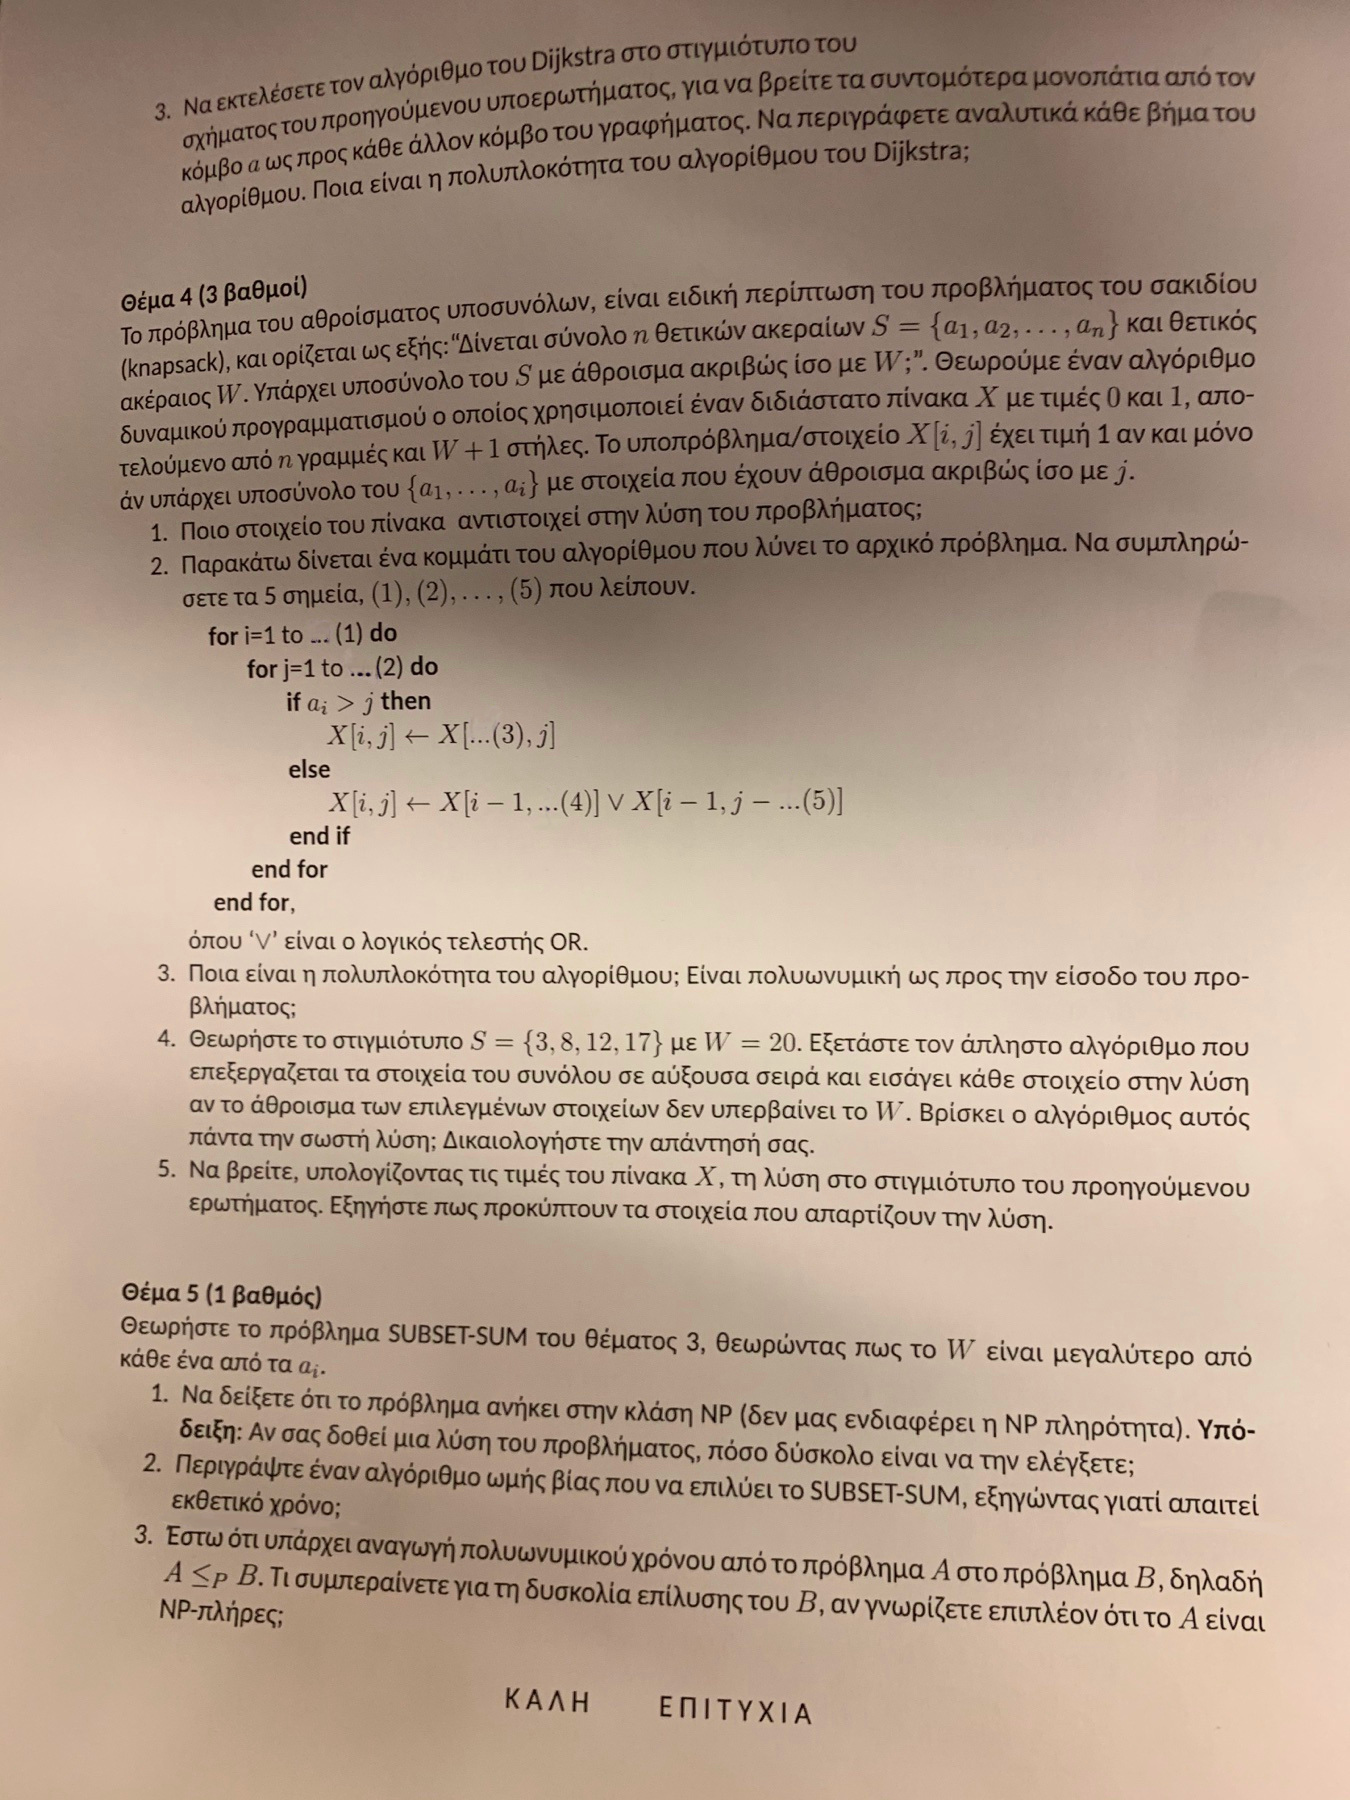 3. Να εκτελέσετε τον αλγόριθμο του Dijkstra στο στιγμιότυπο του
σχήματος του προηγούμενου υποερωτήματος, για να βρείτε τα συντομότερα μονοπάτια από τον
κόμβο a ως προς κάθε άλλον κόμβο του γραφήματος. Να περιγράφετε αναλυτικά κάθε βήμα του
αλγορίθμου. Ποια είναι η πολυπλοκότητα του αλγορίθμου του Dijkstra;
Θέμα 4 (3 βαθμοί)
Το πρόβλημα του αθροίσματος υποσυνόλων, είναι ειδική περίπτωση του προβλήματος του σακιδίου
(knapsack), και ορίζεται ως εξής: “Δίνεται σύνολο n θετικών ακεραίων S = {a₁, a₂, . . . , aₙ} και θετικός
ακέραιος W. Υπάρχει υποσύνολο του S με άθροισμα ακριβώς ίσο με W;”. Θεωρούμε έναν αλγόριθμο
δυναμικού προγραμματισμού ο οποίος χρησιμοποιεί έναν διδιάστατο πίνακα X με τιμές 0 και 1, απο-
τελούμενο από n γραμμές και W + 1 στήλες. Το υποπρόβλημα/στοιχείο X[i, j] έχει τιμή 1 αν και μόνο
άν υπάρχει υποσύνολο του {a₁, . . . , aᵢ} με στοιχεία που έχουν άθροισμα ακριβώς ίσο με j.
1. Ποιο στοιχείο του πίνακα αντιστοιχεί στην λύση του προβλήματος;
2. Παρακάτω δίνεται ένα κομμάτι του αλγορίθμου που λύνει το αρχικό πρόβλημα. Να συμπληρώ-
σετε τα 5 σημεία, (1), (2), . . . , (5) που λείπουν.
for i=1 to ... (1) do
for j=1 to ... (2) do
if aᵢ > j then
X[i, j] ← X[...(3), j]
else
X[i, j] ← X[i − 1, ...(4)] ∨ X[i − 1, j − ...(5)]
end if
end for
end for,
όπου ‘∨’ είναι ο λογικός τελεστής OR.
3. Ποια είναι η πολυπλοκότητα του αλγορίθμου; Είναι πολυωνυμική ως προς την είσοδο του προ-
βλήματος;
4. Θεωρήστε το στιγμιότυπο S = {3, 8, 12, 17} με W = 20. Εξετάστε τον άπληστο αλγόριθμο που
επεξεργαζεται τα στοιχεία του συνόλου σε αύξουσα σειρά και εισάγει κάθε στοιχείο στην λύση
αν το άθροισμα των επιλεγμένων στοιχείων δεν υπερβαίνει το W. Βρίσκει ο αλγόριθμος αυτός
πάντα την σωστή λύση; Δικαιολογήστε την απάντησή σας.
5. Να βρείτε, υπολογίζοντας τις τιμές του πίνακα X, τη λύση στο στιγμιότυπο του προηγούμενου
ερωτήματος. Εξηγήστε πως προκύπτουν τα στοιχεία που απαρτίζουν την λύση.
Θέμα 5 (1 βαθμός)
Θεωρήστε το πρόβλημα SUBSET-SUM του θέματος 3, θεωρώντας πως το W είναι μεγαλύτερο από
κάθε ένα από τα aᵢ.
1. Να δείξετε ότι το πρόβλημα ανήκει στην κλάση NP (δεν μας ενδιαφέρει η NP πληρότητα). Υπό-
δειξη: Αν σας δοθεί μια λύση του προβλήματος, πόσο δύσκολο είναι να την ελέγξετε;
2. Περιγράψτε έναν αλγόριθμο ωμής βίας που να επιλύει το SUBSET-SUM, εξηγώντας γιατί απαιτεί
εκθετικό χρόνο;
3. Έστω ότι υπάρχει αναγωγή πολυωνυμικού χρόνου από το πρόβλημα A στο πρόβλημα B, δηλαδή
A ≤P B. Τι συμπεραίνετε για τη δυσκολία επίλυσης του B, αν γνωρίζετε επιπλέον ότι το A είναι
NP-πλήρες;
ΚΑΛΗ ΕΠΙΤΥΧΙΑ